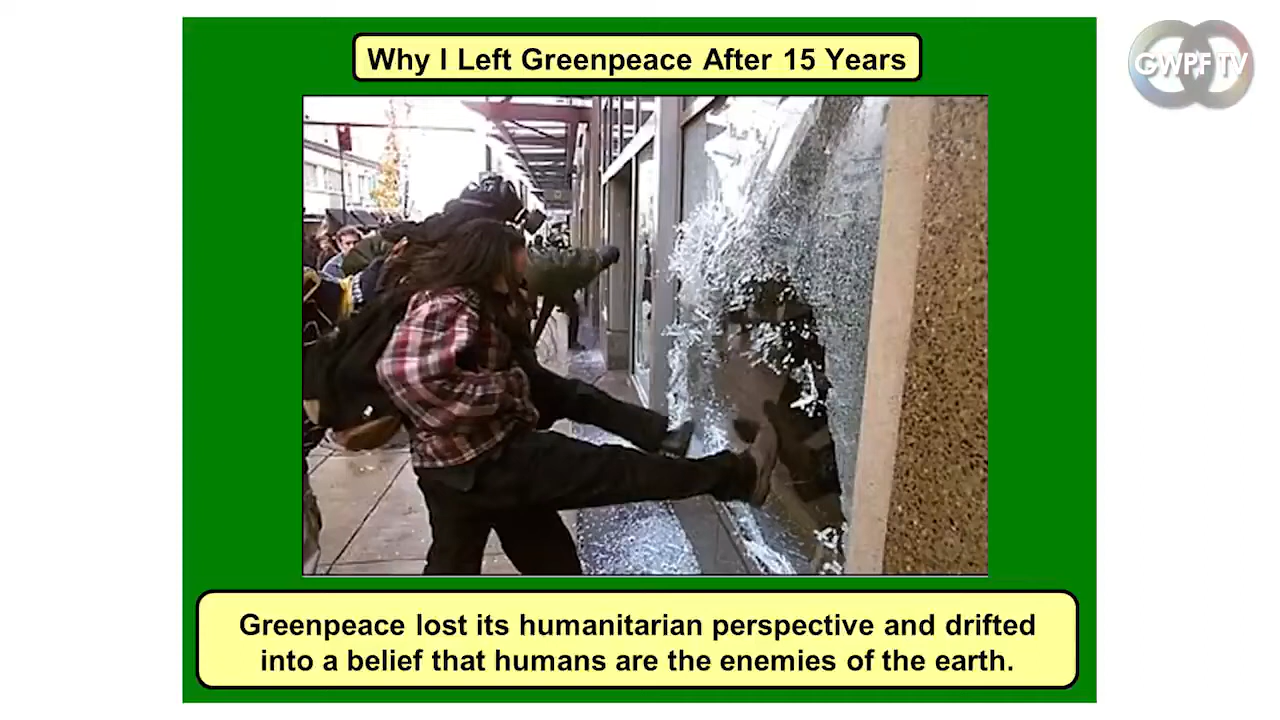 Why I Left Greenpeace After 15 Years
GWPF TV
Greenpeace lost its humanitarian perspective and drifted
into a belief that humans are the enemies of the earth.